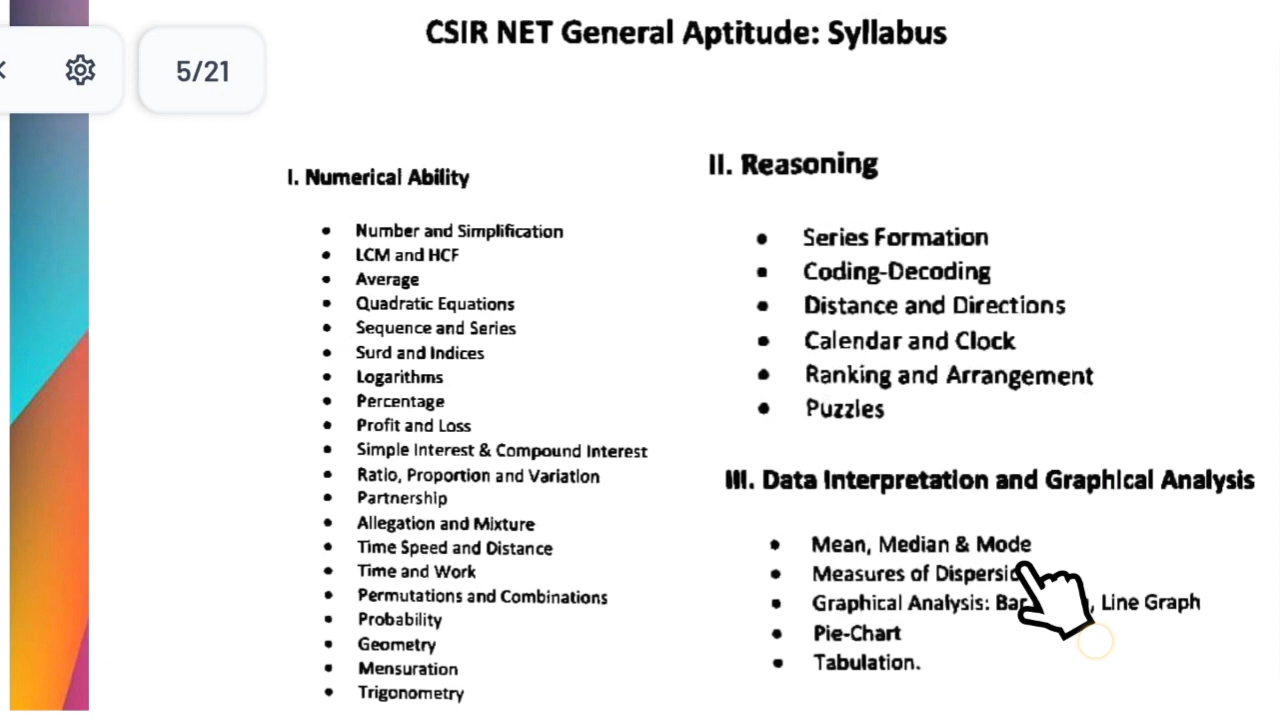 CSIR NET General Aptitude: Syllabus
5/21
I. Numerical Ability
Number and Simplification
LCM and HCF
Average
Quadratic Equations
Sequence and Series
Surd and Indices
Logarithms
Percentage
Profit and Loss
Simple Interest & Compound Interest
Ratio, Proportion and Variation
Partnership
Allegation and Mixture
Time Speed and Distance
Time and Work
Permutations and Combinations
Probability
Geometry
Mensuration
Trigonometry
II. Reasoning
Series Formation
Coding-Decoding
Distance and Directions
Calendar and Clock
Ranking and Arrangement
Puzzles
III. Data Interpretation and Graphical Analysis
Mean, Median & Mode
Measures of
Graphical Analysis: Bar , Line Graph
Pie-Chart
Tabulation.